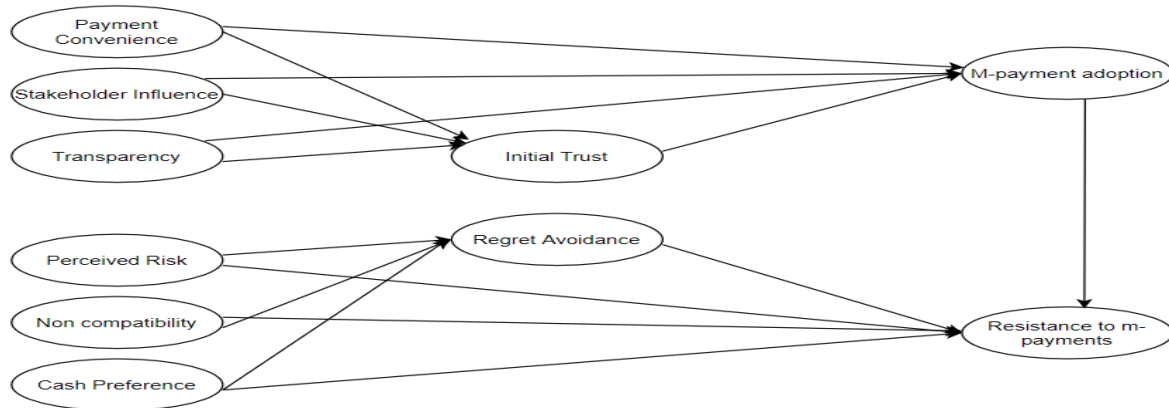 Payment
Convenience
Stakeholder Influence
Transparency
Initial Trust
M-payment adoption
Perceived Risk
Non compatibility
Cash Preference
Regret Avoidance
Resistance to m-
payments